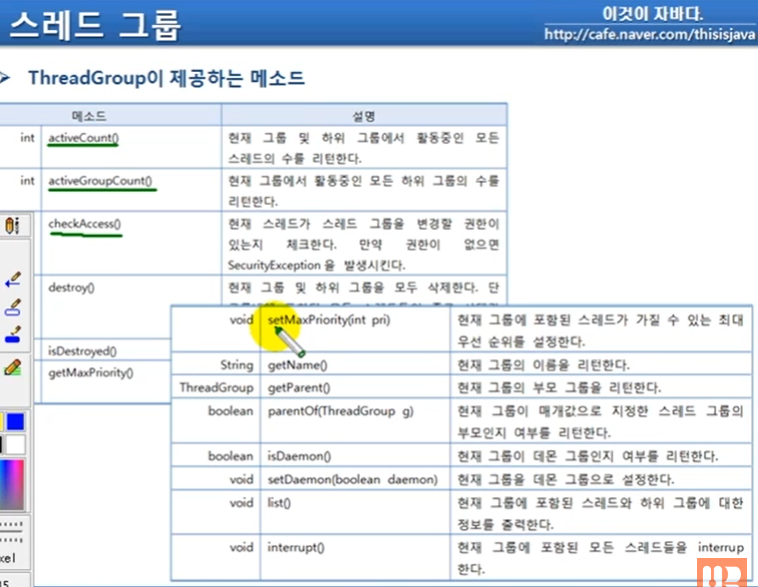 스레드 그룹
이것이 자바다.
http://cafe.naver.com/thisisjava
ThreadGroup이 제공하는 메소드
메소드 설명
int activeCount() 현재 그룹 및 하위 그룹에서 활동중인 모든
스레드의 수를 리턴한다.
int activeGroupCount() 현재 그룹에서 활동중인 모든 하위 그룹의 수를
리턴한다.
checkAccess() 현재 스레드가 스레드 그룹을 변경할 권한이
있는지 체크한다. 만약 권한이 없으면
SecurityException 을 발생시킨다.
destroy() 현재 그룹 및 하위 그룹을 모두 삭제한다. 단
isDestroyed()
getMaxPriority()
void setMaxPriority(int pri) 현재 그룹에 포함된 스레드가 가질 수 있는 최대
우선 순위를 설정한다.
String getName() 현재 그룹의 이름을 리턴한다.
ThreadGroup getParent() 현재 그룹의 부모 그룹을 리턴한다.
boolean parentOf(ThreadGroup g) 현재 그룹이 매개값으로 지정한 스레드 그룹의
부모인지 여부를 리턴한다.
boolean isDaemon() 현재 그룹이 데몬 그룹인지 여부를 리턴한다.
void setDaemon(boolean daemon) 현재 그룹을 데몬 그룹으로 설정한다.
void list() 현재 그룹에 포함된 스레드와 하위 그룹에 대한
정보를 출력한다.
void interrupt() 현재 그룹에 포함된 모든 스레드들을 interrup
한다.
xel